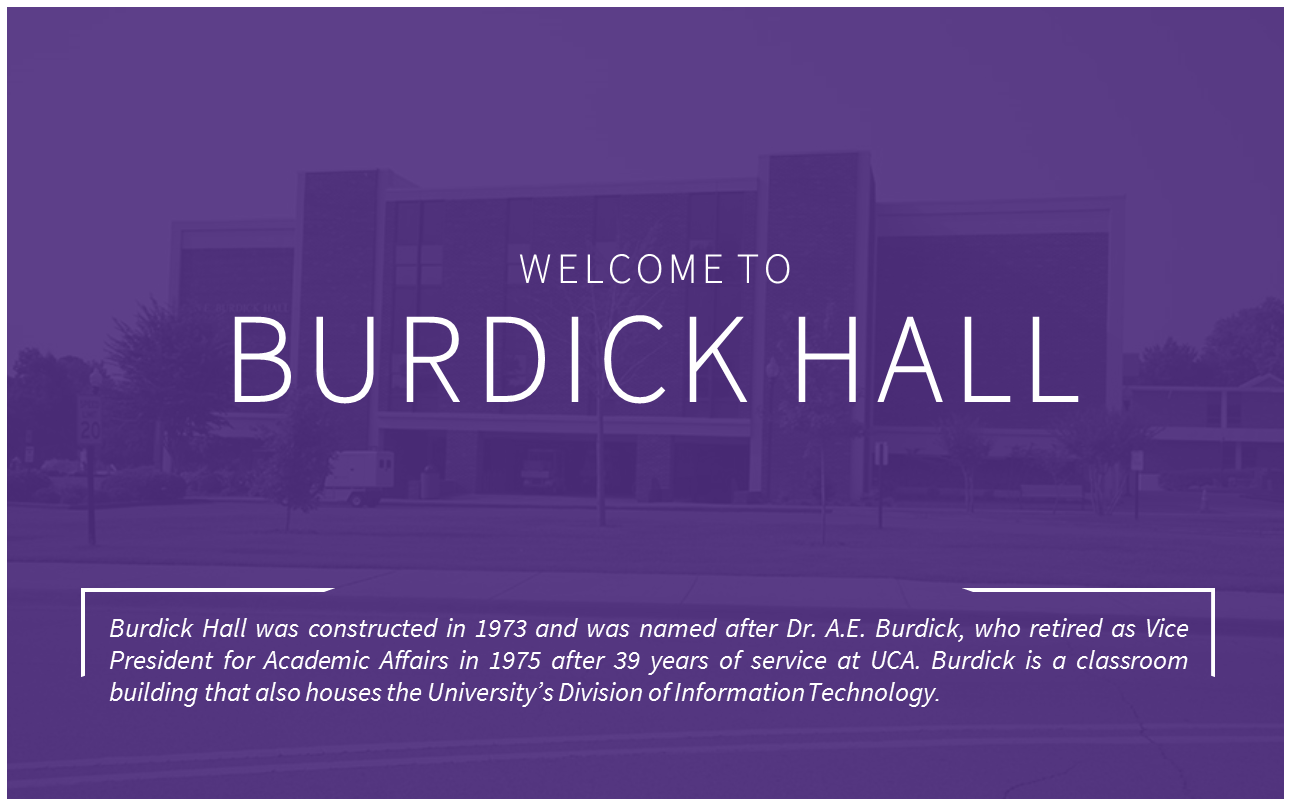 WELCOME TO
BURDICK HALL
Burdick Hall was constructed in 1973 and was named after Dr. A.E. Burdick, who retired as Vice
President for Academic Affairs in 1975 after 39 years of service at UCA. Burdick is a classroom
building that also houses the University’s Division of Information Technology.
20